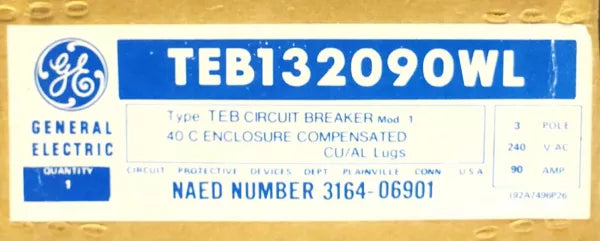 TEB132090WL
GE
GENERAL
ELECTRIC
QUANTITY
1
Type TEB CIRCUIT BREAKER Mod 1
40 C ENCLOSURE COMPENSATED
CU/AL Lugs
3 POLE
240 V AC
90 AMP
CIRCUIT PROTECTIVE DEVICES DEPT PLAINVILLE CONN U.S.A
NAED NUMBER 3164-06901
192A7496P26